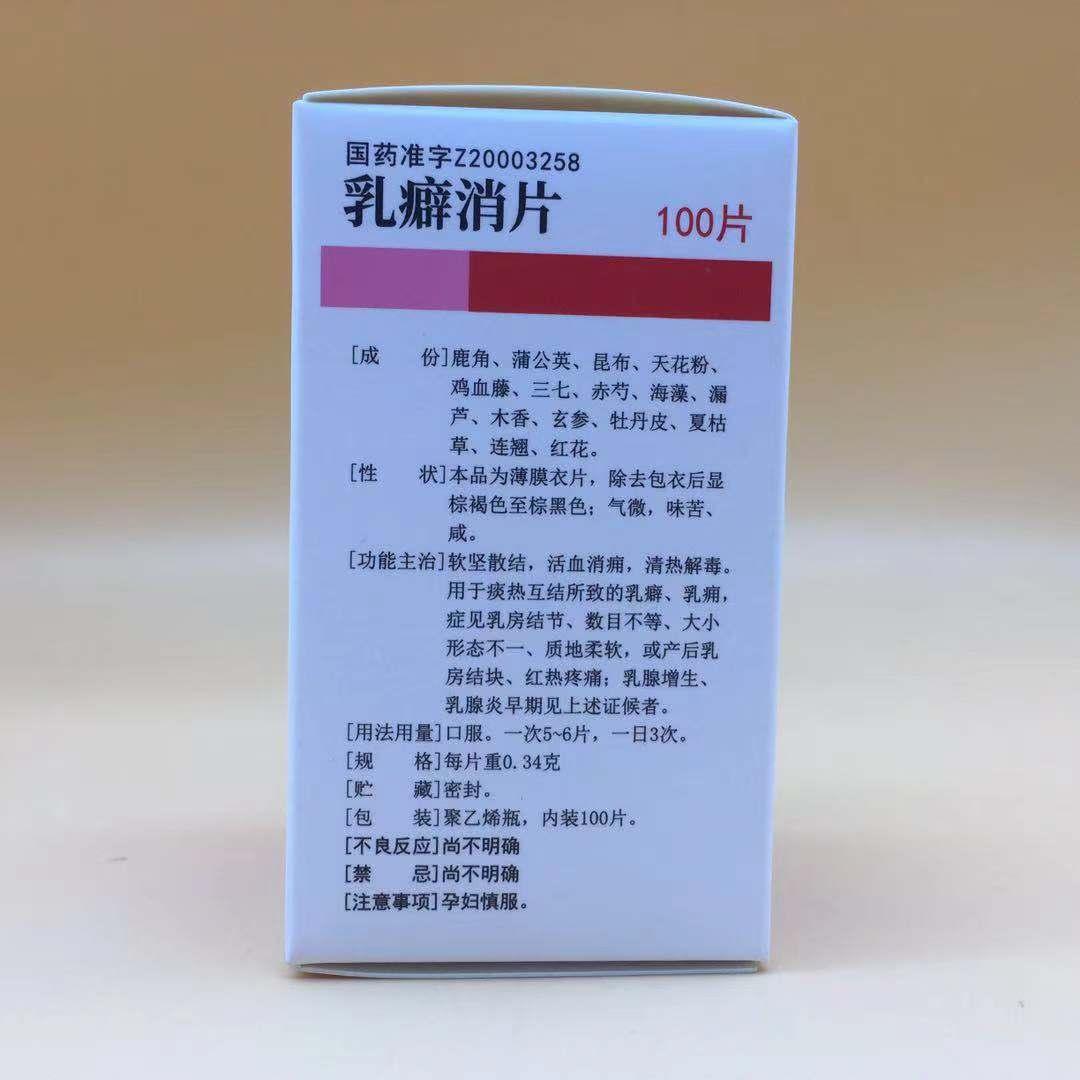 国药准字Z20003258
乳癖消片 100片
[成 份]鹿角、蒲公英、昆布、天花粉、
鸡血藤、三七、赤芍、海藻、漏
芦、木香、玄参、牡丹皮、夏枯
草、连翘、红花。
[性 状]本品为薄膜衣片，除去包衣后显
棕褐色至棕黑色；气微，味苦、
咸。
[功能主治]软坚散结，活血消痈，清热解毒。
用于痰热互结所致的乳癖、乳痈，
症见乳房结节、数目不等、大小
形态不一、质地柔软，或产后乳
房结块、红热疼痛；乳腺增生、
乳腺炎早期见上述证候者。
[用法用量]口服。一次5~6片，一日3次。
[规 格]每片重0.34克
[贮 藏]密封。
[包 装]聚乙烯瓶，内装100片。
[不良反应]尚不明确
[禁 忌]尚不明确
[注意事项]孕妇慎服。